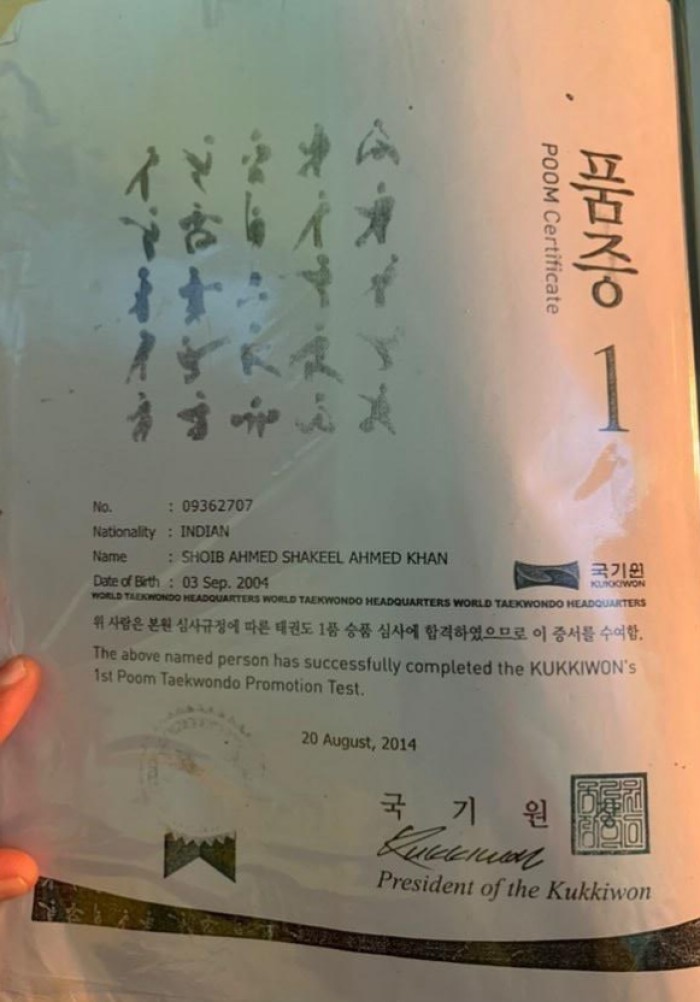 품증
POOM Certificate
1
No. : 09362707
Nationality : INDIAN
Name : SHOIB AHMED SHAKEEL AHMED KHAN
Date of Birth : 03 Sep. 2004
국기원
KUKKIWON
WORLD TAEKWONDO HEADQUARTERS WORLD TAEKWONDO HEADQUARTERS WORLD TAEKWONDO HEADQUARTERS
위 사람은 본원 심사규정에 따른 태권도 1품 승품 심사에 합격하였으므로 이 증서를 수여함.
The above named person has successfully completed the KUKKIWON's
1st Poom Taekwondo Promotion Test.
20 August, 2014
국 기 원
Kukkiwon
President of the Kukkiwon